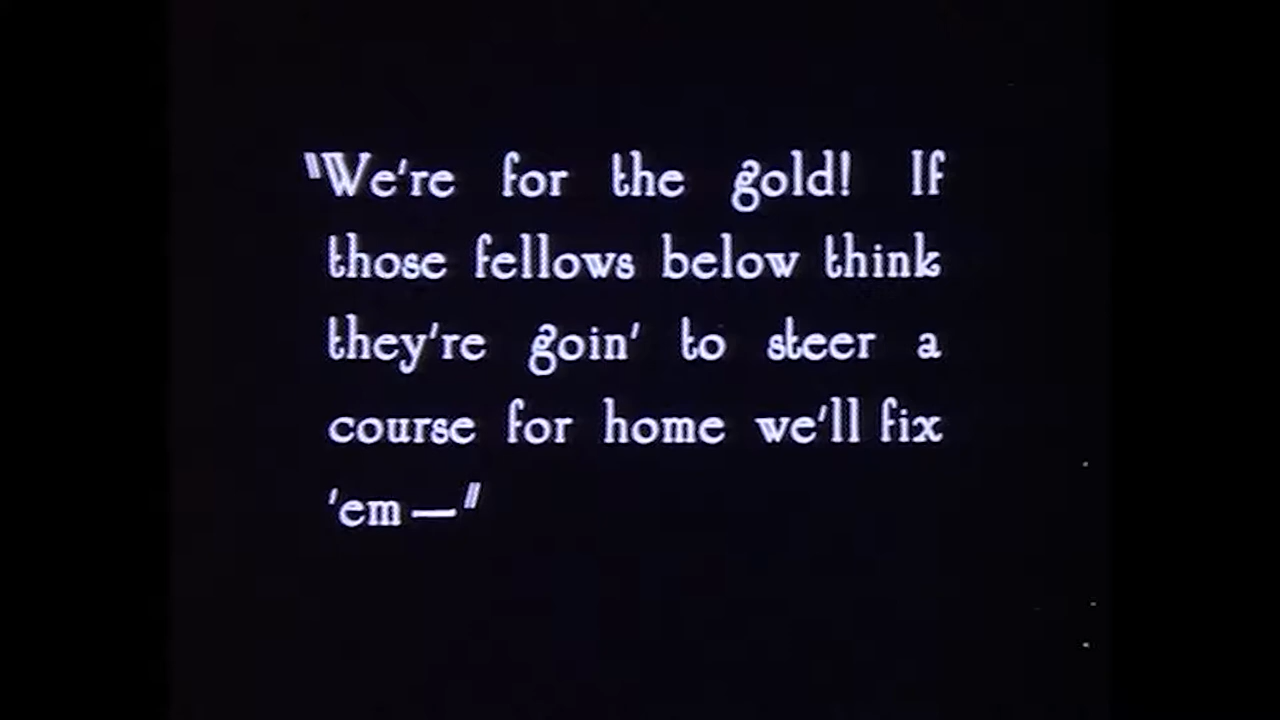 "We're for the gold! If
those fellows below think
they're goin' to steer a
course for home we'll fix
'em—"